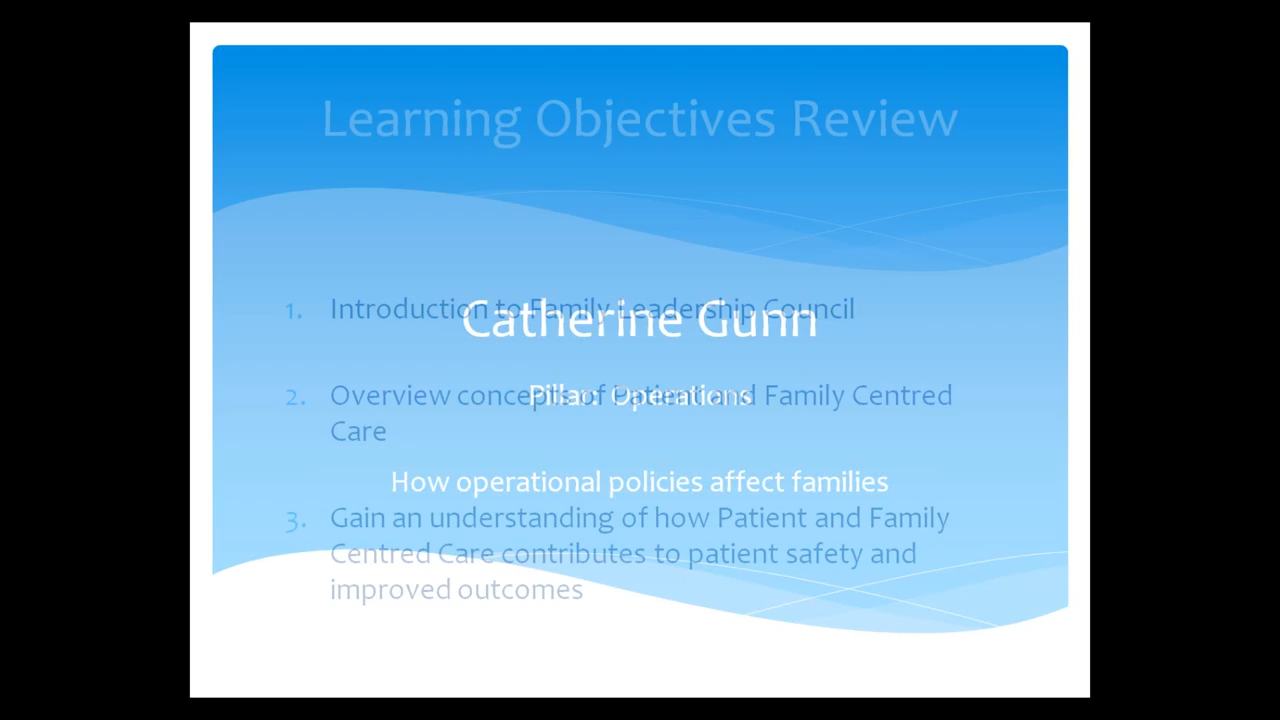 Learning Objectives Review
1. Introduction to Family Leadership Council
Catherine Gunn
2. Overview concepts of Patient and Family Centred
Care
Pillar: Operations
How operational policies affect families
3. Gain an understanding of how Patient and Family
Centred Care contributes to patient safety and
improved outcomes